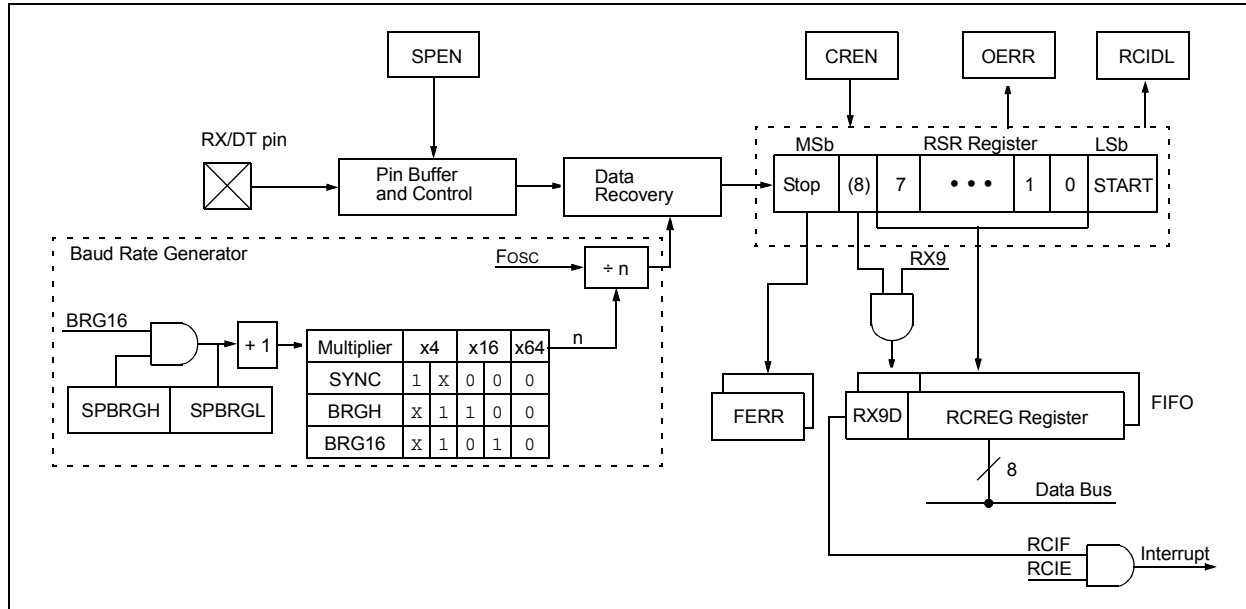 SPEN
CREN
OERR
RCIDL
RX/DT pin
MSb
RSR Register
LSb
Pin Buffer
and Control
Data
Recovery
Stop (8) 7 • • • 1 0 START
Baud Rate Generator
FOSC
÷ n
RX9
BRG16
+ 1
n
Multiplier x4 x16 x64
SYNC 1 X 0 0 0
BRGH X 1 1 0 0
BRG16 X 1 0 1 0
SPBRGH SPBRGL
FERR
RX9D RCREG Register
FIFO
8
Data Bus
RCIF
RCIE
Interrupt